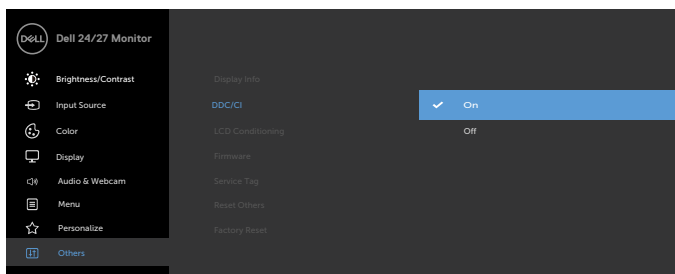 DELL
Dell 24/27 Monitor
Brightness/Contrast
Input Source
Color
Display
Audio & Webcam
Menu
Personalize
Others
Display Info
DDC/CI
LCD Conditioning
Firmware
Service Tag
Reset Others
Factory Reset
On
Off